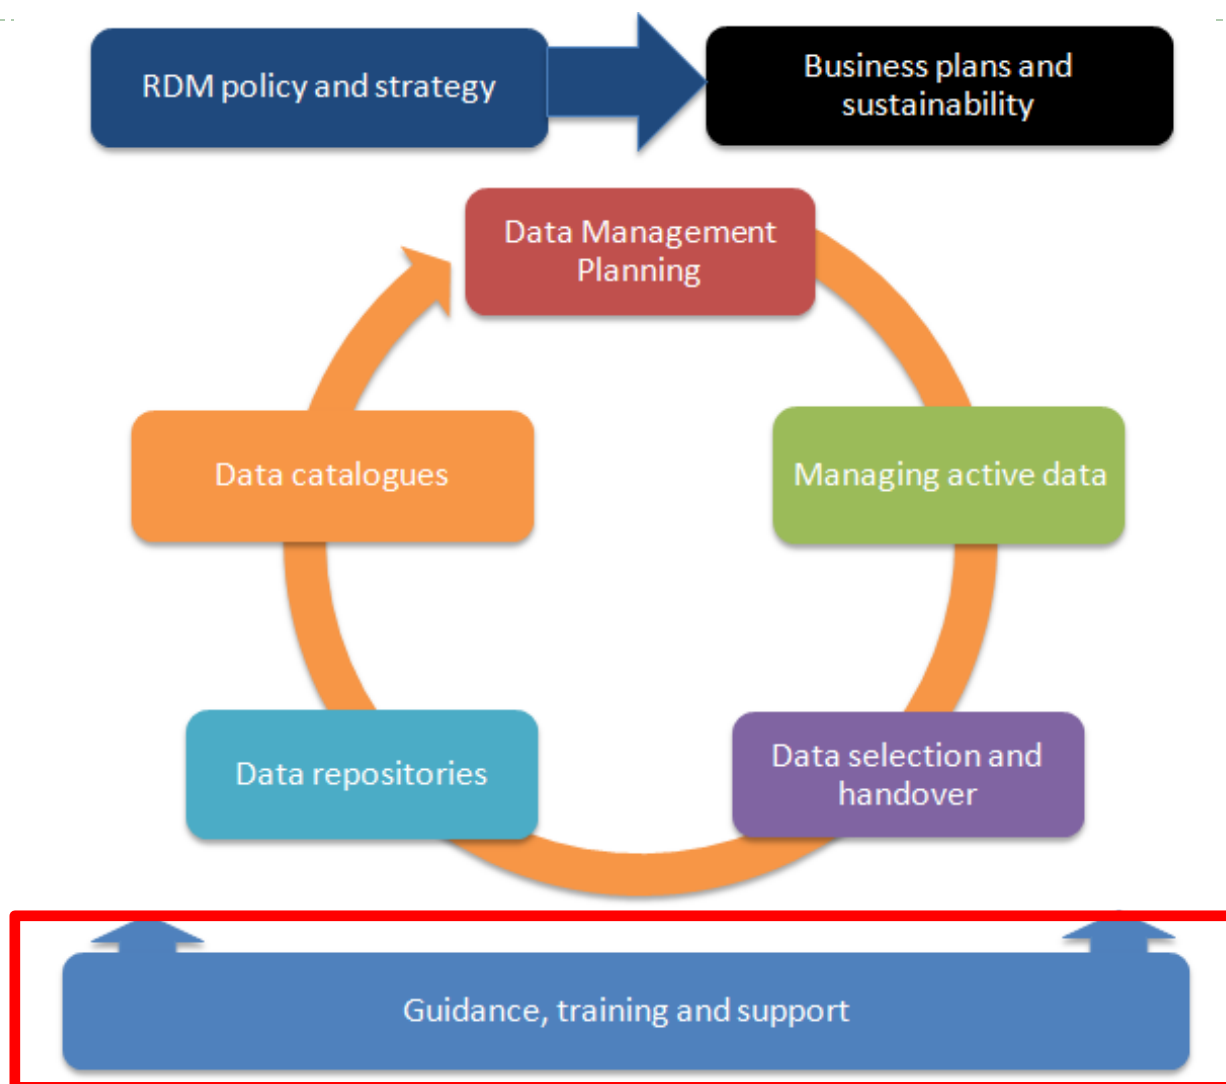 RDM policy and strategy
Business plans and
sustainability
Data Management
Planning
Data catalogues
Managing active data
Data repositories
Data selection and
handover
Guidance, training and support